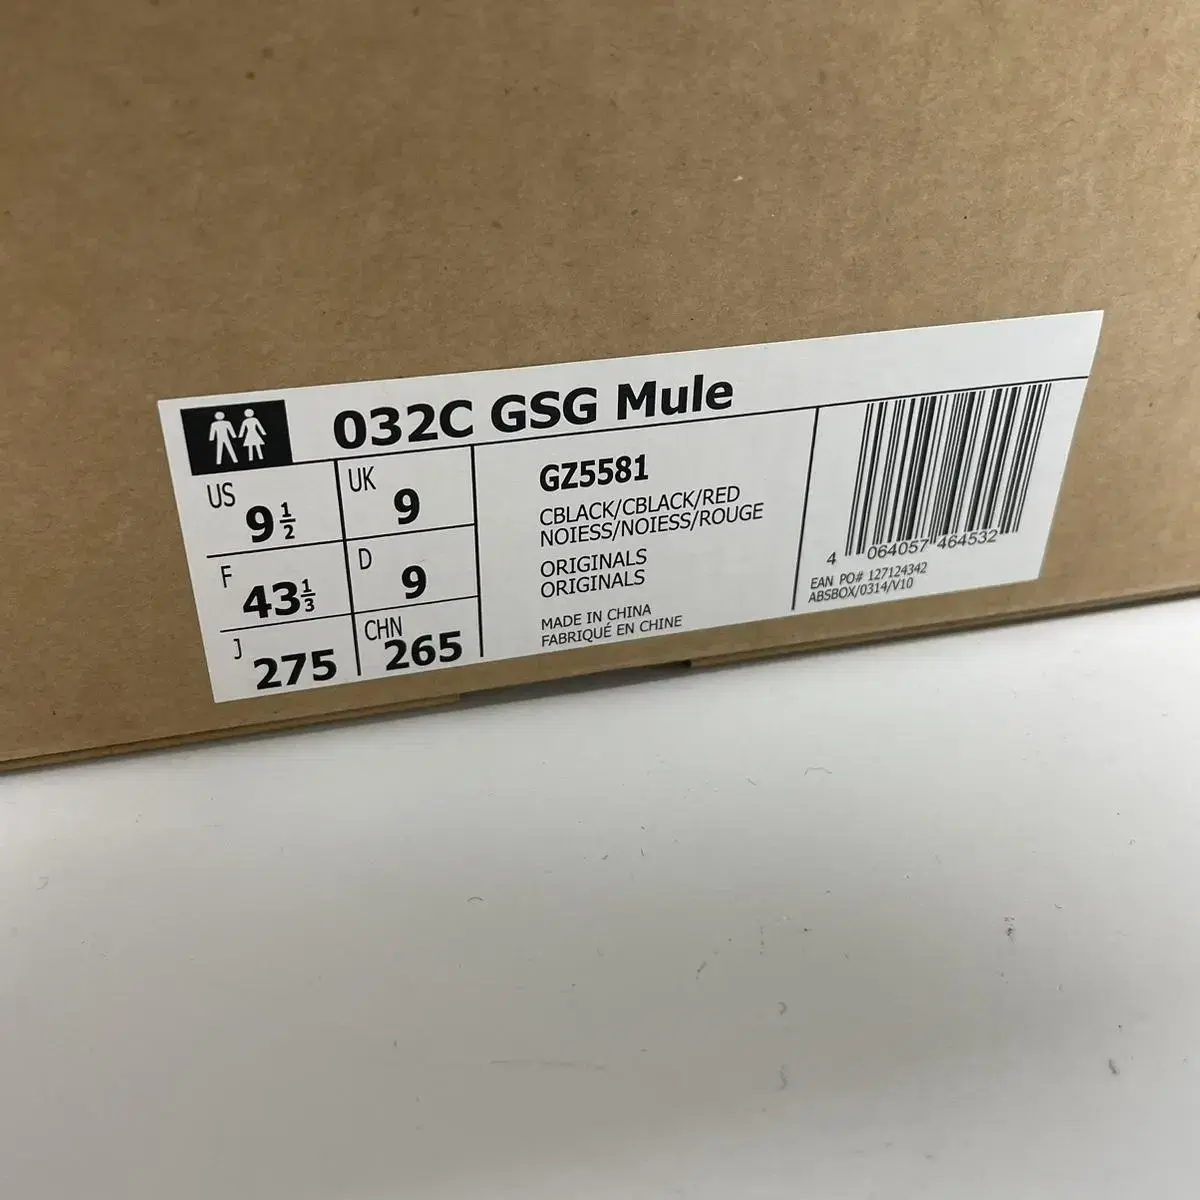 032C GSG Mule
US 9 1/2
UK 9
F 43 1/3
D 9
J 275
CHN 265
GZ5581
CBLACK/CBLACK/RED
NOIESS/NOIESS/ROUGE
ORIGINALS
ORIGINALS
MADE IN CHINA
FABRIQUÉ EN CHINE
4 064057 464532
EAN PO# 127124342
ABSBOX/0314/V10